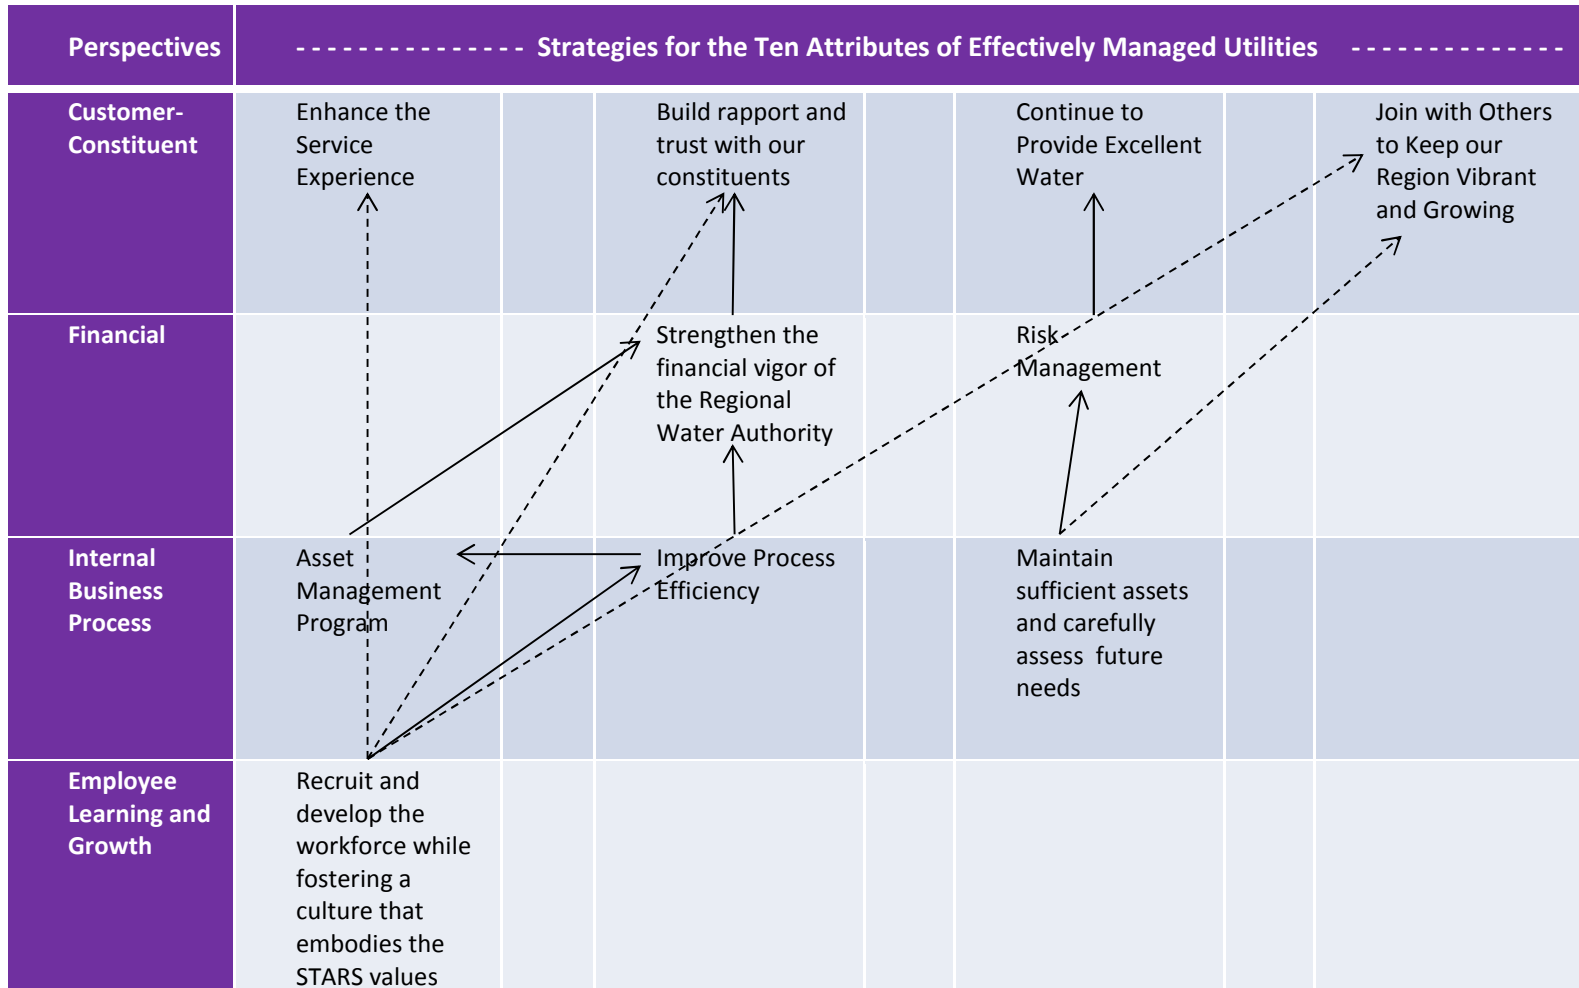 Perspectives
- - - - - - - - - - - - - - - Strategies for the Ten Attributes of Effectively Managed Utilities - - - - - - - - - - - - - -
Customer-
Constituent
Enhance the
Service
Experience
Build rapport and
trust with our
constituents
Continue to
Provide Excellent
Water
Join with Others
to Keep our
Region Vibrant
and Growing
Financial
Strengthen the
financial vigor of
the Regional
Water Authority
Risk
Management
Internal
Business
Process
Asset
Management
Program
Improve Process
Efficiency
Maintain
sufficient assets
and carefully
assess future
needs
Employee
Learning and
Growth
Recruit and
develop the
workforce while
fostering a
culture that
embodies the
STARS values